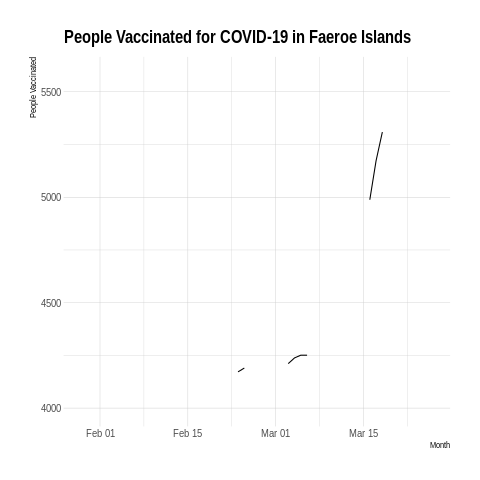 People Vaccinated for COVID-19 in Faeroe Islands
People Vaccinated
5500
5000
4500
4000
Feb 01
Feb 15
Mar 01
Mar 15
Month